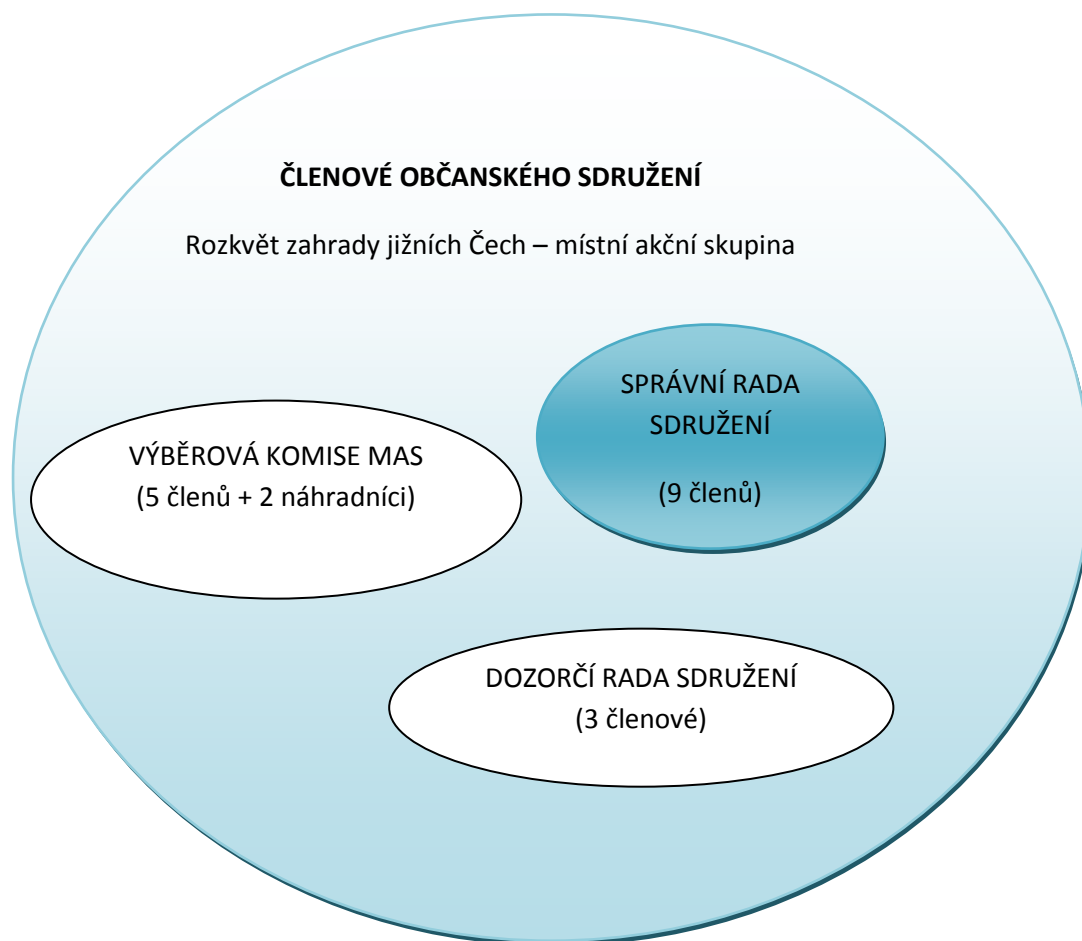 ČLENOVÉ OBČANSKÉHO SDRUŽENÍ
Rozkvět zahrady jižních Čech – místní akční skupina
SPRÁVNÍ RADA
SDRUŽENÍ
(9 členů)
VÝBĚROVÁ KOMISE MAS
(5 členů + 2 náhradníci)
DOZORČÍ RADA SDRUŽENÍ
(3 členové)